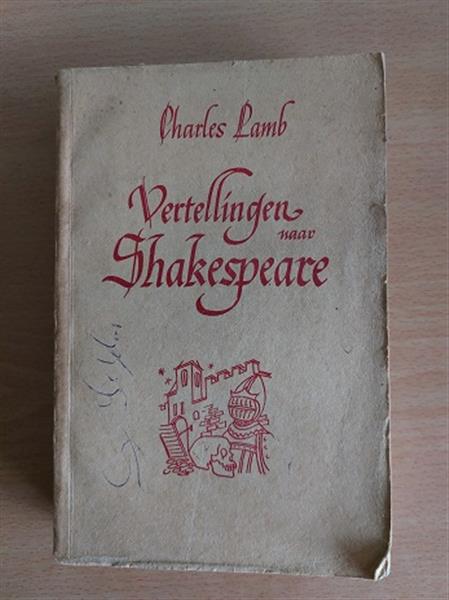 Charles Lamb
Vertellingen
naar
Shakespeare